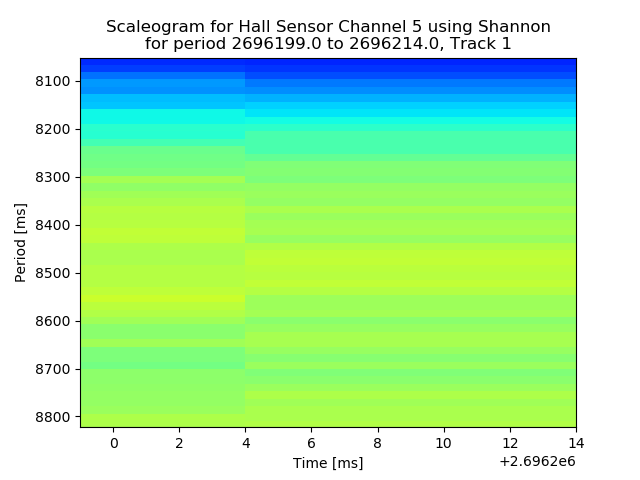 Scaleogram for Hall Sensor Channel 5 using Shannon
for period 2696199.0 to 2696214.0, Track 1
Period [ms]
8100
8200
8300
8400
8500
8600
8700
8800
0 2 4 6 8 10 12 14
Time [ms]
+2.6962e6